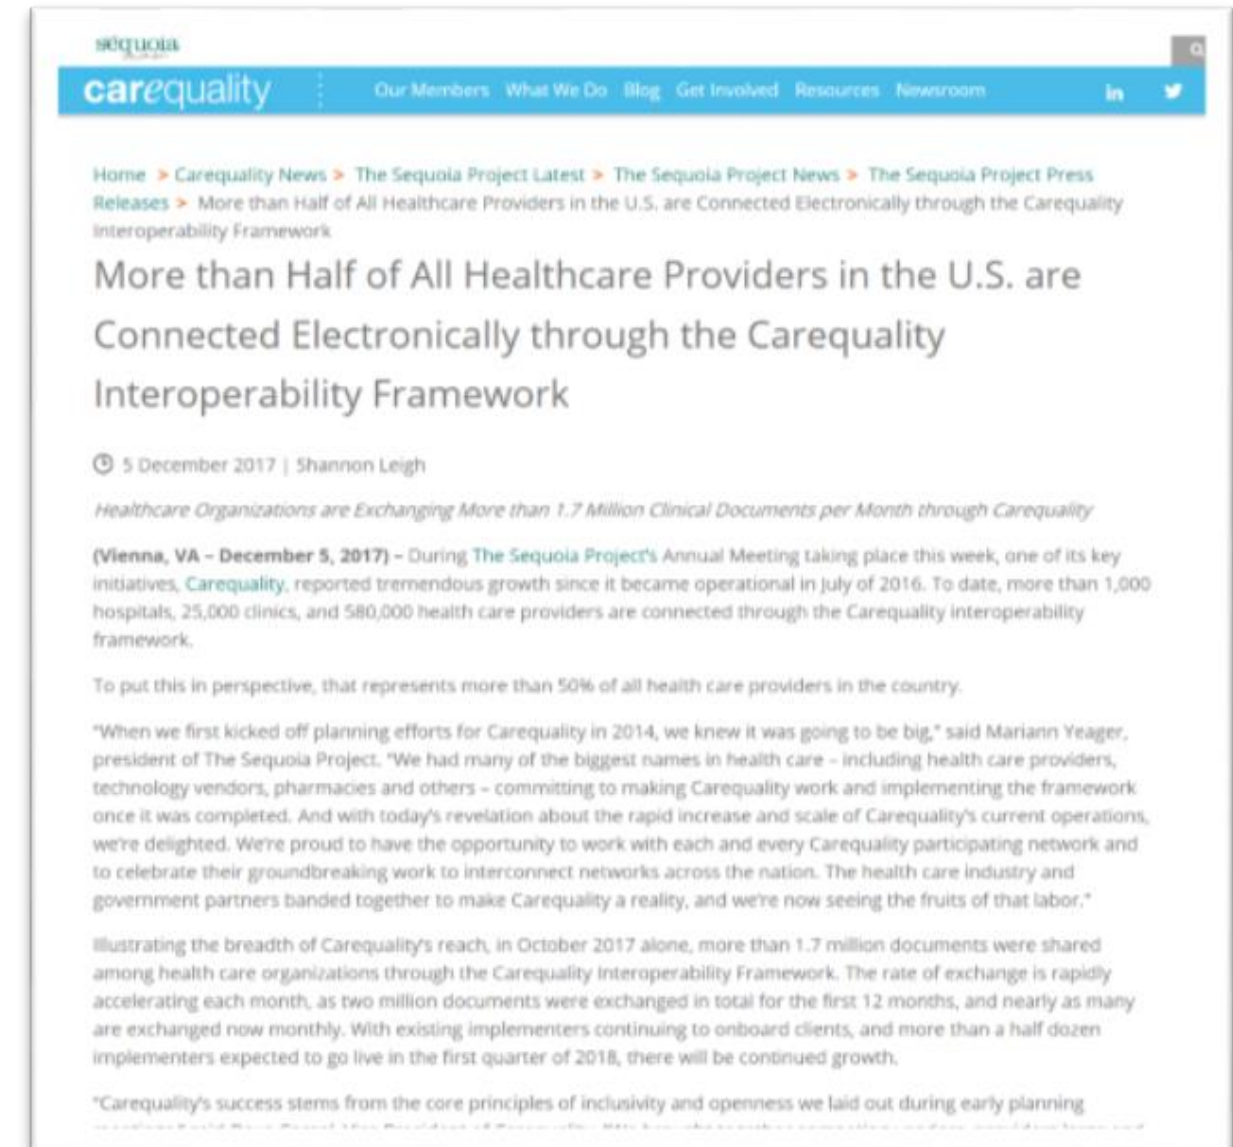 sequoia
carequality
Our Members What We Do Blog Get Involved Resources Newsroom in
Home > Carequality News > The Sequoia Project Latest > The Sequoia Project News > The Sequoia Project Press
Releases > More than Half of All Healthcare Providers in the U.S. are Connected Electronically through the Carequality
Interoperability Framework
More than Half of All Healthcare Providers in the U.S. are
Connected Electronically through the Carequality
Interoperability Framework
5 December 2017 | Shannon Leigh
Healthcare Organizations are Exchanging More than 1.7 Million Clinical Documents per Month through Carequality
(Vienna, VA – December 5, 2017) – During The Sequoia Project's Annual Meeting taking place this week, one of its key
initiatives, Carequality, reported tremendous growth since it became operational in July of 2016. To date, more than 1,000
hospitals, 25,000 clinics, and 580,000 health care providers are connected through the Carequality interoperability
framework.
To put this in perspective, that represents more than 50% of all health care providers in the country.
"When we first kicked off planning efforts for Carequality in 2014, we knew it was going to be big," said Mariann Yeager,
president of The Sequoia Project. "We had many of the biggest names in health care – including health care providers,
technology vendors, pharmacies and others – committing to making Carequality work and implementing the framework
once it was completed. And with today's revelation about the rapid increase and scale of Carequality's current operations,
we're delighted. We're proud to have the opportunity to work with each and every Carequality participating network and
to celebrate their groundbreaking work to interconnect networks across the nation. The health care industry and
government partners banded together to make Carequality a reality, and we're now seeing the fruits of that labor."
Illustrating the breadth of Carequality's reach, in October 2017 alone, more than 1.7 million documents were shared
among health care organizations through the Carequality Interoperability Framework. The rate of exchange is rapidly
accelerating each month, as two million documents were exchanged in total for the first 12 months, and nearly as many
are exchanged now monthly. With existing implementers continuing to onboard clients, and more than a half dozen
implementers expected to go live in the first quarter of 2018, there will be continued growth.
"Carequality's success stems from the core principles of inclusivity and openness we laid out during early planning